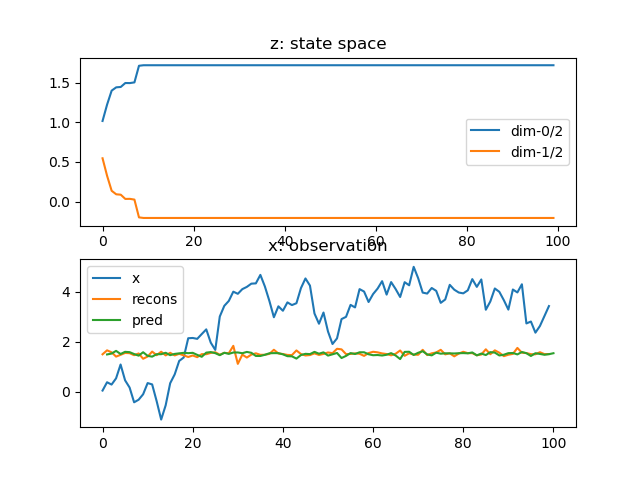 z: state space
1.5
1.0
0.5
0.0
dim-0/2
dim-1/2
0 20 40 60 80 100
x: observation
4
2
0
x
recons
pred
0 20 40 60 80 100